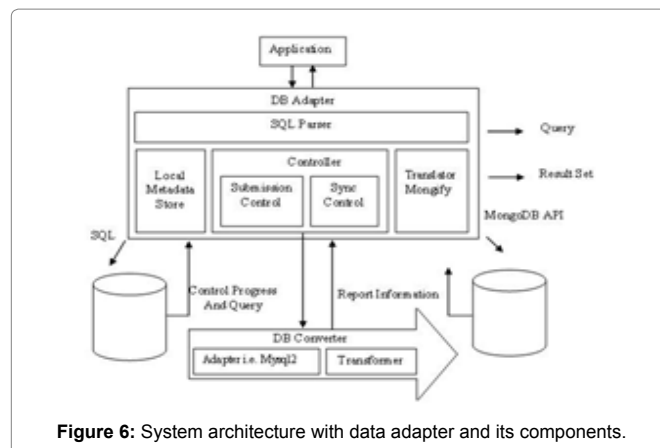 Application
DB Adapter
SQL Parser
Query
Local
Metadata
Store
Controller
Submission
Control
Sync
Control
Translator
Mongify
Result Set
SQL
MongoDB API
Control Progress
And Query
Report Information
DB Converter
Adapter i.e. Mysql2
Transformer
Figure 6: System architecture with data adapter and its components.